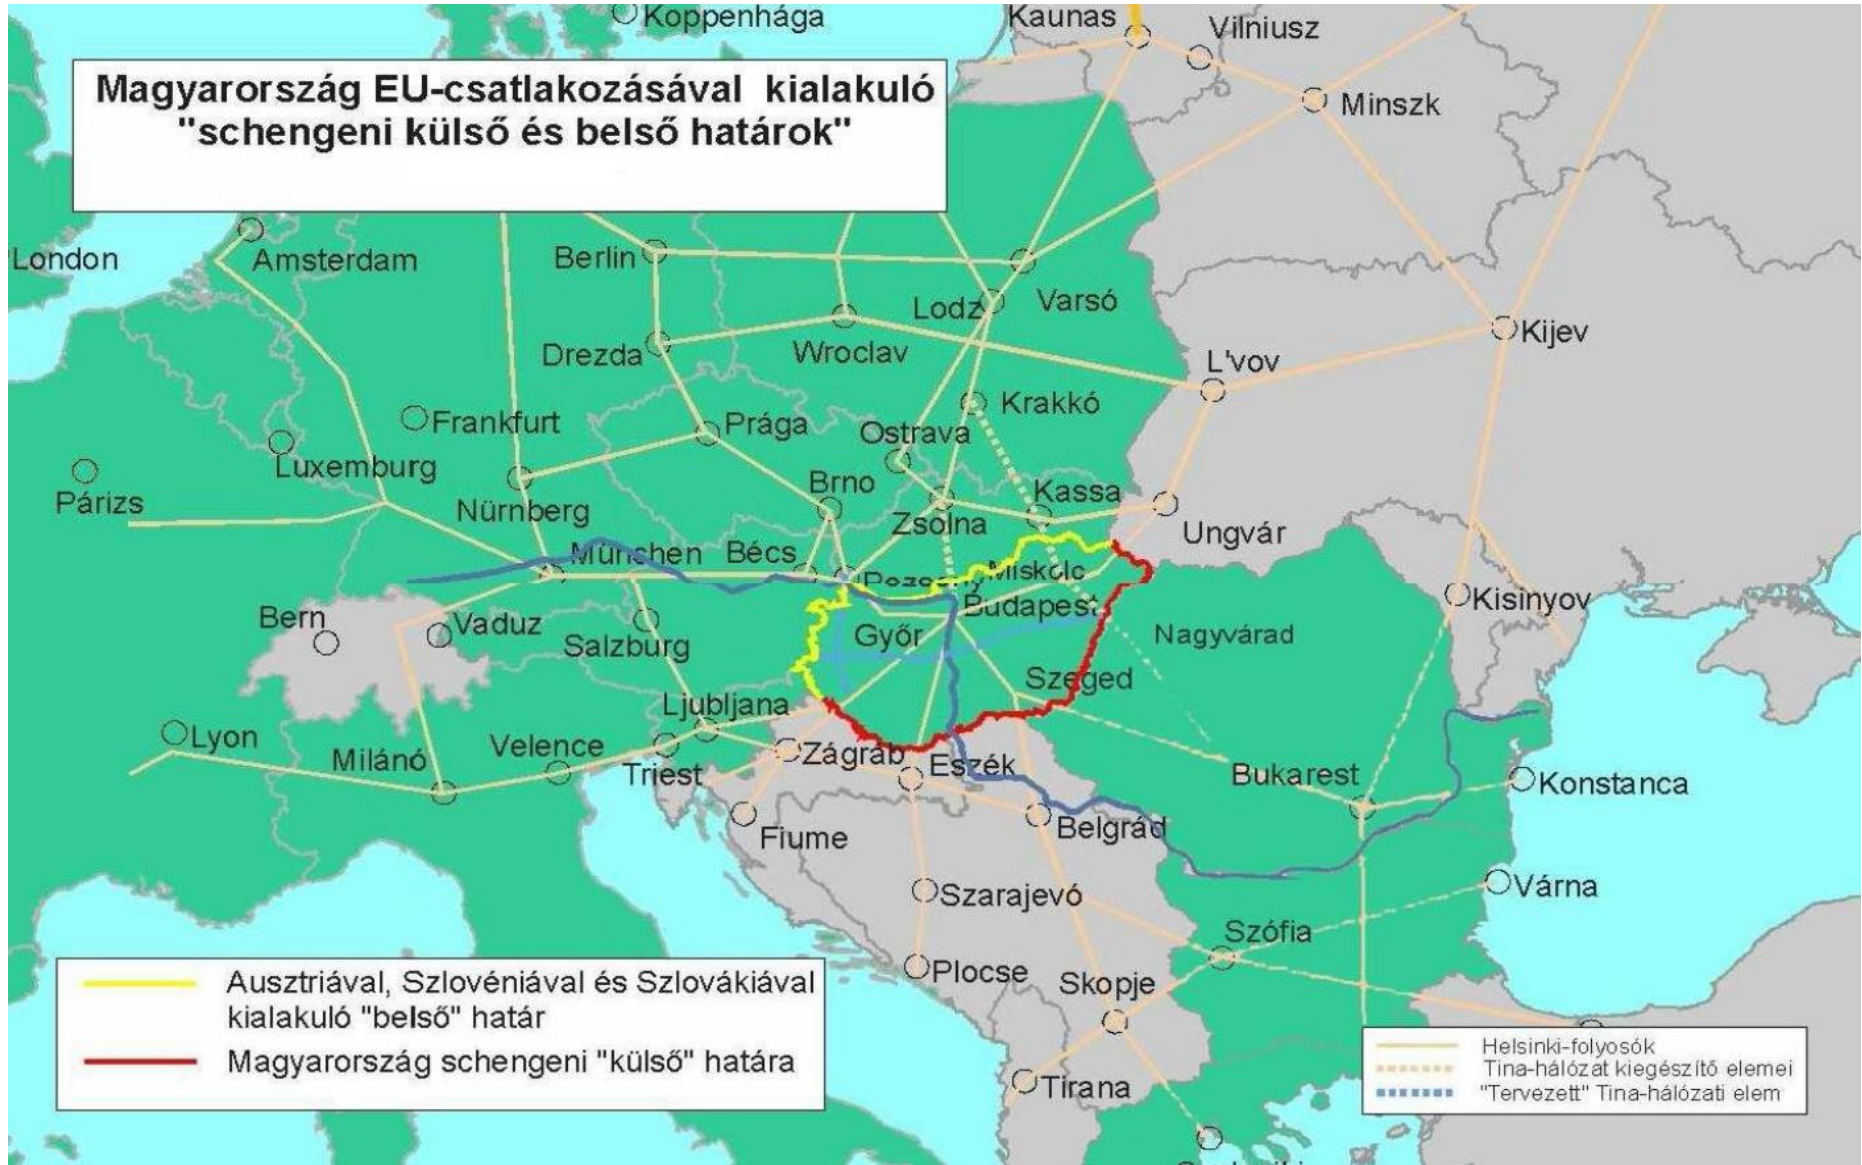 Koppenhága
Kaunas
Vilniusz
Magyarország EU-csatlakozásával kialakuló
"schengeni külső és belső határok"
Minszk
London
Amsterdam
Berlin
Lodz
Varsó
Drezda
Wroclav
Kijev
L'vov
Frankfurt
Prága
Krakkó
Ostrava
Luxemburg
Párizs
Nürnberg
Brno
Kassa
Zsolna
Ungvár
München
Bécs
Miskolc
Pozsony
Budapest
Kisinyov
Bern
Vaduz
Salzburg
Győr
Nagyvárad
Szeged
Ljubljana
Lyon
Milánó
Velence
Triest
Zágráb
Eszék
Bukarest
Konstanca
Fiume
Belgrád
Várna
Szarajevó
Szófia
Plocse
Skopje
Tirana
Ausztriával, Szlovéniával és Szlovákiával
kialakuló "belső" határ
Magyarország schengeni "külső" határa
Helsinki-folyosók
Tina-hálózat kiegészítő elemei
"Tervezett" Tina-hálózati elem